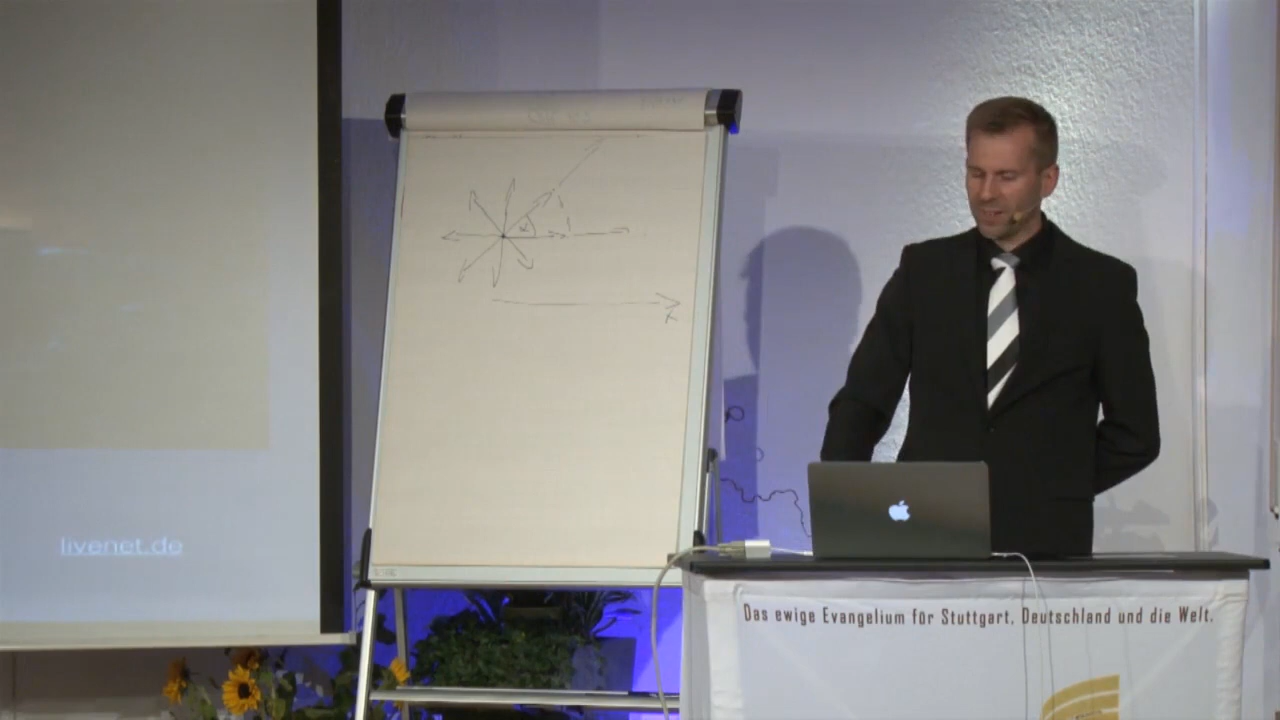 livenet.de
α
x
Das ewige Evangelium für Stuttgart, Deutschland und die Welt.